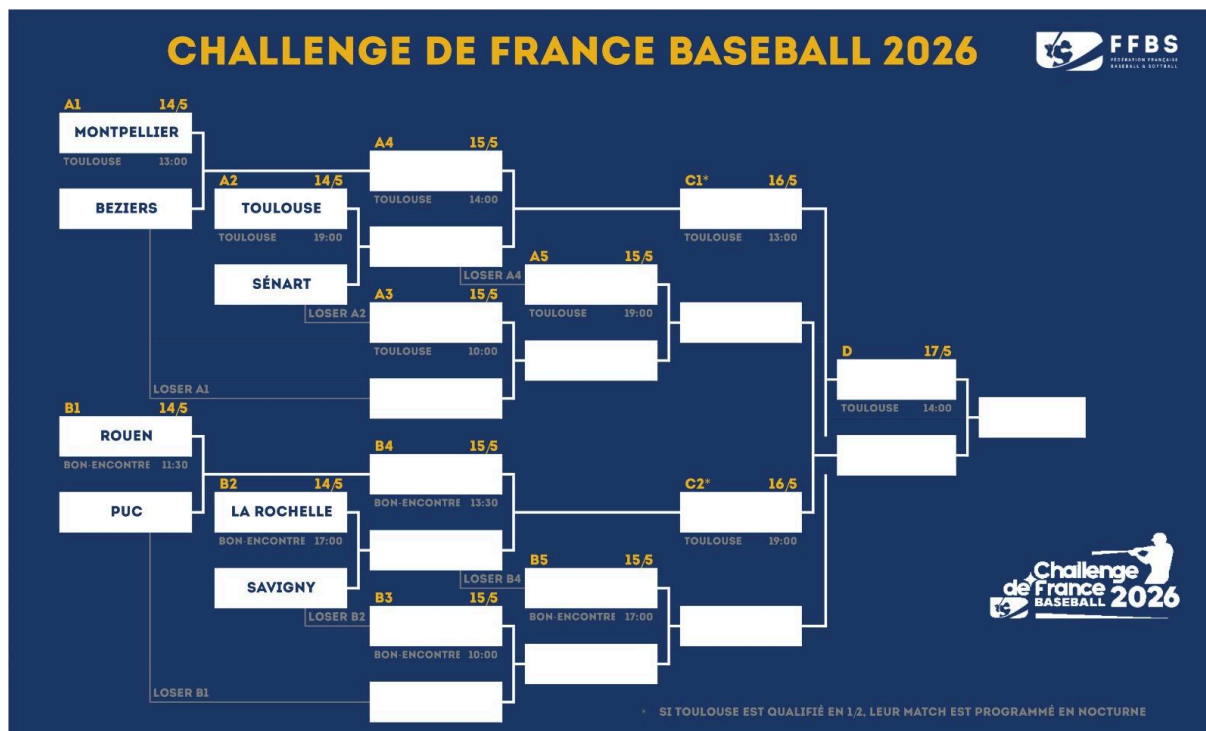 CHALLENGE DE FRANCE BASEBALL 2026
FFBS
FÉDÉRATION FRANÇAISE
BASEBALL & SOFTBALL
A1 14/5
MONTPELLIER
TOULOUSE 13:00
BEZIERS
A2 14/5
TOULOUSE
TOULOUSE 19:00
SÉNART
A4 15/5
TOULOUSE 14:00
LOSER A4
LOSER A2
A3 15/5
TOULOUSE 10:00
LOSER A1
A5 15/5
TOULOUSE 19:00
C1* 16/5
TOULOUSE 13:00
D 17/5
TOULOUSE 14:00
B1 14/5
ROUEN
BON-ENCONTRE 11:30
PUC
B2 14/5
LA ROCHELLE
BON-ENCONTRE 17:00
SAVIGNY
B4 15/5
BON-ENCONTRE 13:30
LOSER B4
LOSER B2
B3 15/5
BON-ENCONTRE 10:00
LOSER B1
B5 15/5
BON-ENCONTRE 17:00
C2* 16/5
TOULOUSE 19:00
Challenge
de France
BASEBALL 2026
* SI TOULOUSE EST QUALIFIÉ EN 1/2, LEUR MATCH EST PROGRAMMÉ EN NOCTURNE